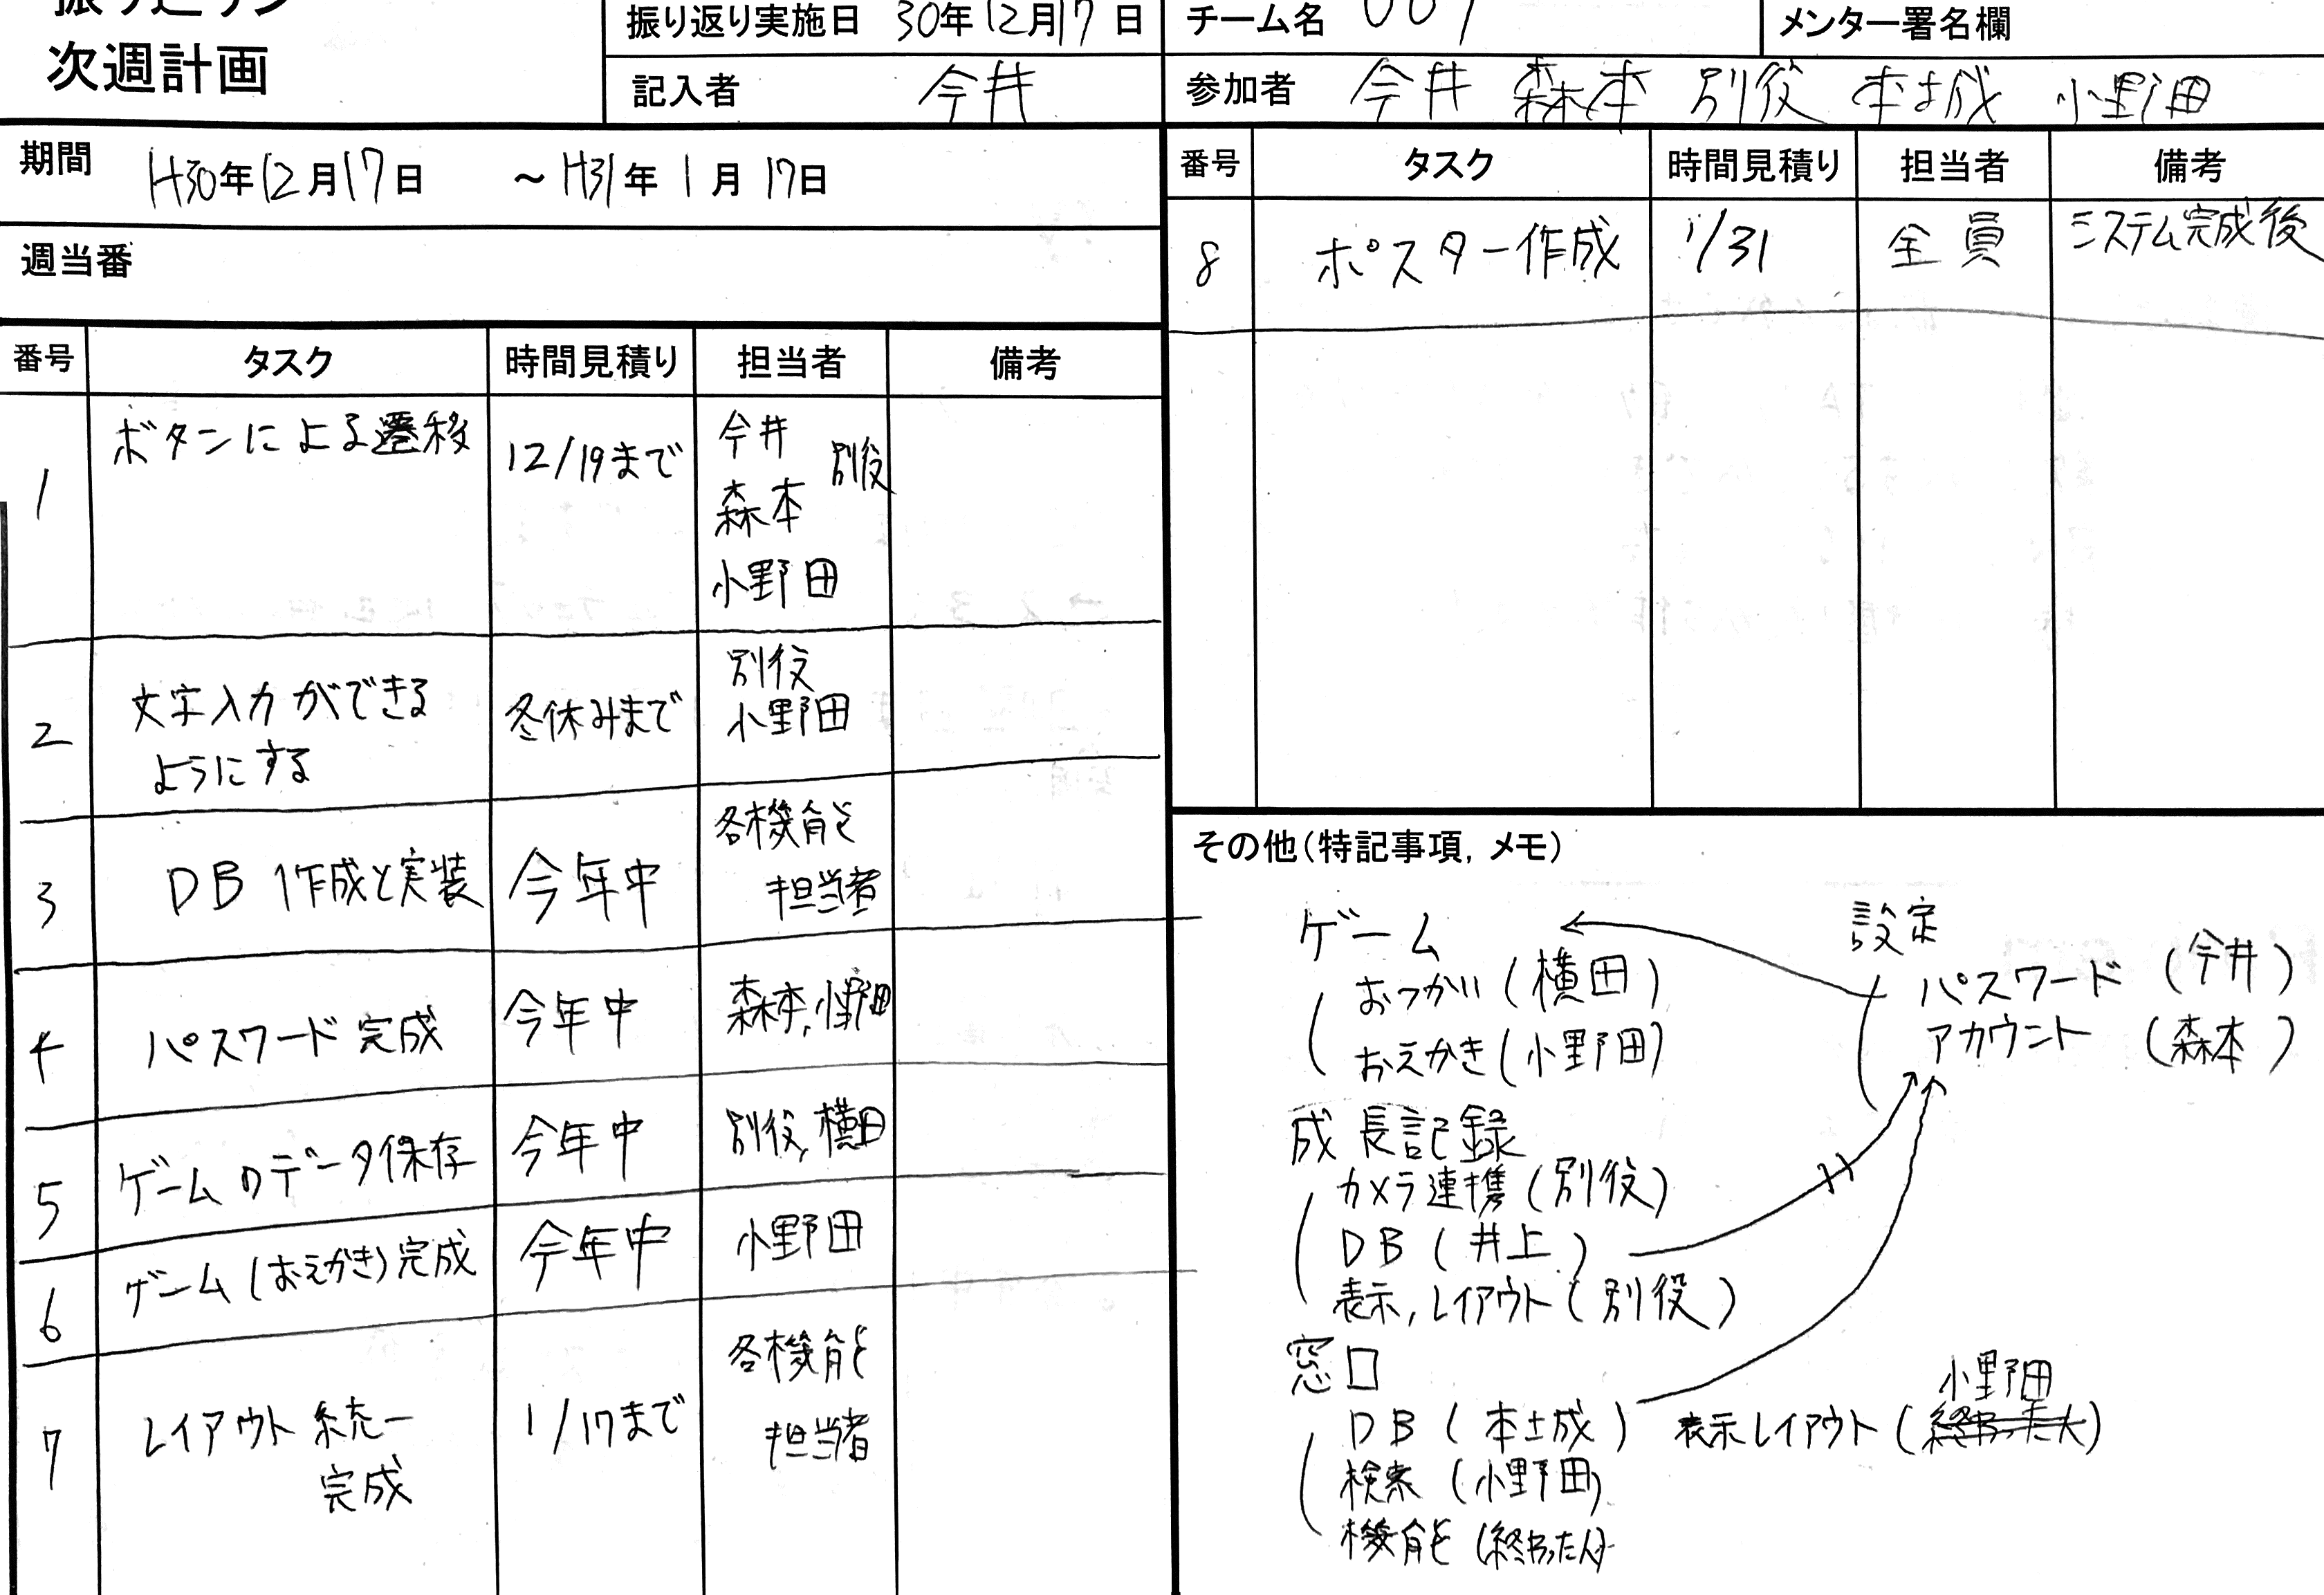 次週計画
振り返り実施日 30年12月17日
チーム名 007
メンター署名欄
記入者 今井
参加者 今井 森本 別役 本土成 小野田
期間 H30年12月17日 ～H31年1月17日
週当番
番号 タスク 時間見積り 担当者 備考
1 ボタンによる遷移 12/19まで 今井 別役
森本
小野田
2 文字入力ができる 冬休みまで 別役
ようにする 小野田
3 DB作成と実装 今年中 各機能を
担当者
4 パスワード完成 今年中 森本,小野田
5 ゲームのデータ保存 今年中 別役,横田
6 ゲーム(おえかき)完成 今年中 小野田
7 レイアウト統一 1/17まで 各機能を
完成 担当者
番号 タスク 時間見積り 担当者 備考
8 ポスター作成 1/31 全員 システム完成後
その他(特記事項, メモ)
ゲーム
おつかい(横田)
おえかき(小野田)
設定
パスワード (今井)
アカウント (森本)
成長記録
カメラ連携(別役)
DB(井上)
表示,レイアウト(別役)
窓口
小野田
DB(本土成) 表示レイアウト(終わった人)
検索(小野田)
機能を(終わった人)